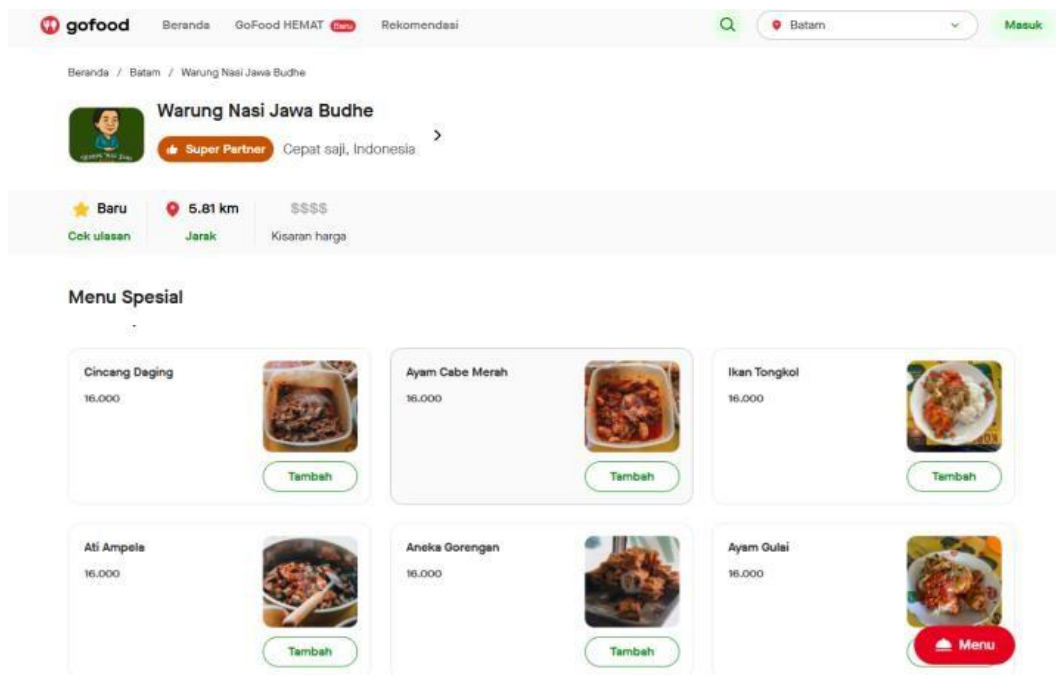 gofood Beranda GoFood HEMAT Baru Rekomendasi Batam Masuk
Beranda / Batam / Warung Nasi Jawa Budhe
Warung Nasi Jawa Budhe
Super Partner Cepat saji, Indonesia
Baru 5.81 km $$$$
Cek ulasan Jarak Kisaran harga
Menu Spesial
Cincang Daging
16.000
Tambah
Ayam Cabe Merah
16.000
Tambah
Ikan Tongkol
16.000
Tambah
Ati Ampela
16.000
Tambah
Aneka Gorengan
16.000
Tambah
Ayam Gulai
16.000
Menu